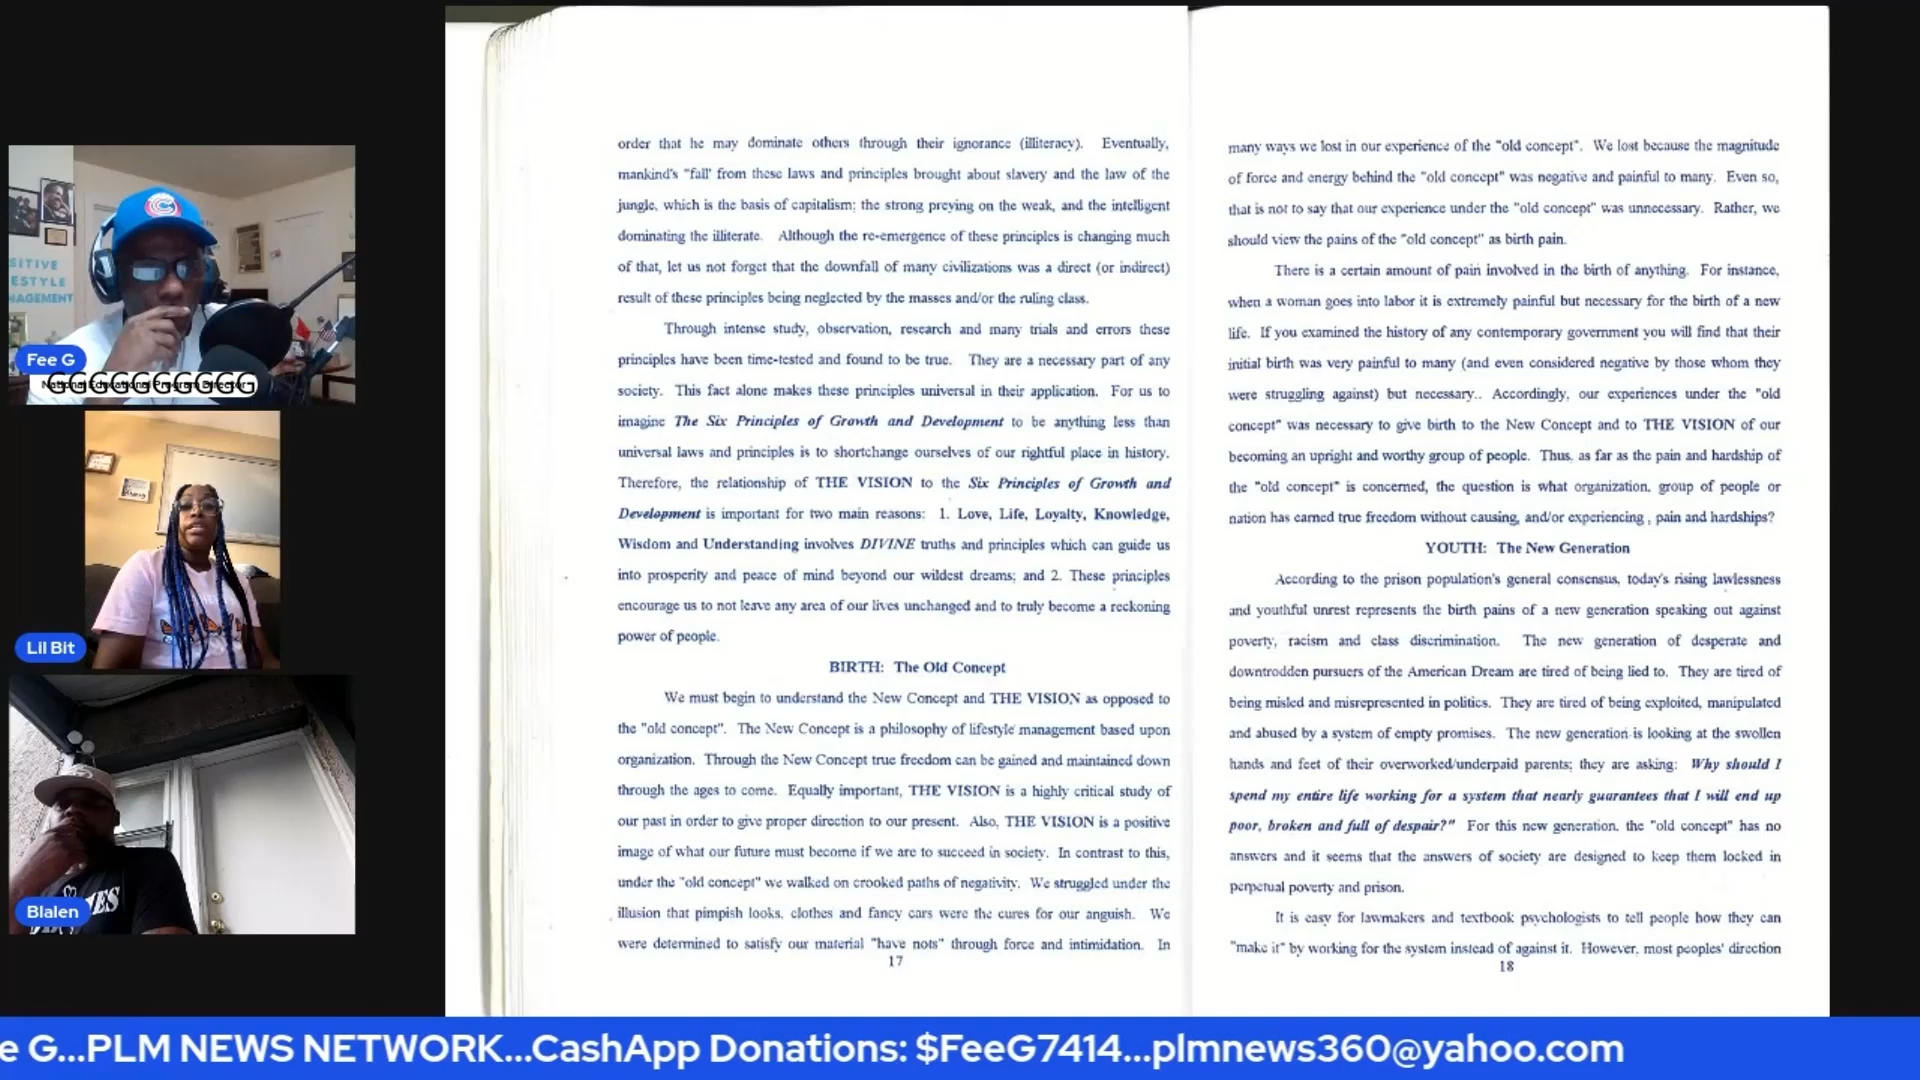 SITIVE
ESTYLE
NAGEMENT
Fee G
National Educational Program Director
GGGGGGGGGG
Lil Bit
Blalen
order that he may dominate others through their ignorance (illiteracy). Eventually,
mankind's "fall' from these laws and principles brought about slavery and the law of the
jungle, which is the basis of capitalism; the strong preying on the weak, and the intelligent
dominating the illiterate. Although the re-emergence of these principles is changing much
of that, let us not forget that the downfall of many civilizations was a direct (or indirect)
result of these principles being neglected by the masses and/or the ruling class.
Through intense study, observation, research and many trials and errors these
principles have been time-tested and found to be true. They are a necessary part of any
society. This fact alone makes these principles universal in their application. For us to
imagine The Six Principles of Growth and Development to be anything less than
universal laws and principles is to shortchange ourselves of our rightful place in history.
Therefore, the relationship of THE VISION to the Six Principles of Growth and
Development is important for two main reasons: 1. Love, Life, Loyalty, Knowledge,
Wisdom and Understanding involves DIVINE truths and principles which can guide us
into prosperity and peace of mind beyond our wildest dreams; and 2. These principles
encourage us to not leave any area of our lives unchanged and to truly become a reckoning
power of people.
BIRTH: The Old Concept
We must begin to understand the New Concept and THE VISION as opposed to
the "old concept". The New Concept is a philosophy of lifestyle management based upon
organization. Through the New Concept true freedom can be gained and maintained down
through the ages to come. Equally important, THE VISION is a highly critical study of
our past in order to give proper direction to our present. Also, THE VISION is a positive
image of what our future must become if we are to succeed in society. In contrast to this,
under the "old concept" we walked on crooked paths of negativity. We struggled under the
illusion that pimpish looks, clothes and fancy cars were the cures for our anguish. We
were determined to satisfy our material "have nots" through force and intimidation. In
17
many ways we lost in our experience of the "old concept". We lost because the magnitude
of force and energy behind the "old concept" was negative and painful to many. Even so,
that is not to say that our experience under the "old concept" was unnecessary. Rather, we
should view the pains of the "old concept" as birth pain.
There is a certain amount of pain involved in the birth of anything. For instance,
when a woman goes into labor it is extremely painful but necessary for the birth of a new
life. If you examined the history of any contemporary government you will find that their
initial birth was very painful to many (and even considered negative by those whom they
were struggling against) but necessary.. Accordingly, our experiences under the "old
concept" was necessary to give birth to the New Concept and to THE VISION of our
becoming an upright and worthy group of people. Thus, as far as the pain and hardship of
the "old concept" is concerned, the question is what organization, group of people or
nation has earned true freedom without causing, and/or experiencing , pain and hardships?
YOUTH: The New Generation
According to the prison population's general consensus, today's rising lawlessness
and youthful unrest represents the birth pains of a new generation speaking out against
poverty, racism and class discrimination. The new generation of desperate and
downtrodden pursuers of the American Dream are tired of being lied to. They are tired of
being misled and misrepresented in politics. They are tired of being exploited, manipulated
and abused by a system of empty promises. The new generation is looking at the swollen
hands and feet of their overworked/underpaid parents; they are asking: Why should I
spend my entire life working for a system that nearly guarantees that I will end up
poor, broken and full of despair?" For this new generation, the "old concept" has no
answers and it seems that the answers of society are designed to keep them locked in
perpetual poverty and prison.
It is easy for lawmakers and textbook psychologists to tell people how they can
"make it" by working for the system instead of against it. However, most peoples' direction
18
e G...PLM NEWS NETWORK...CashApp Donations: $FeeG7414...plmnews360@yahoo.com